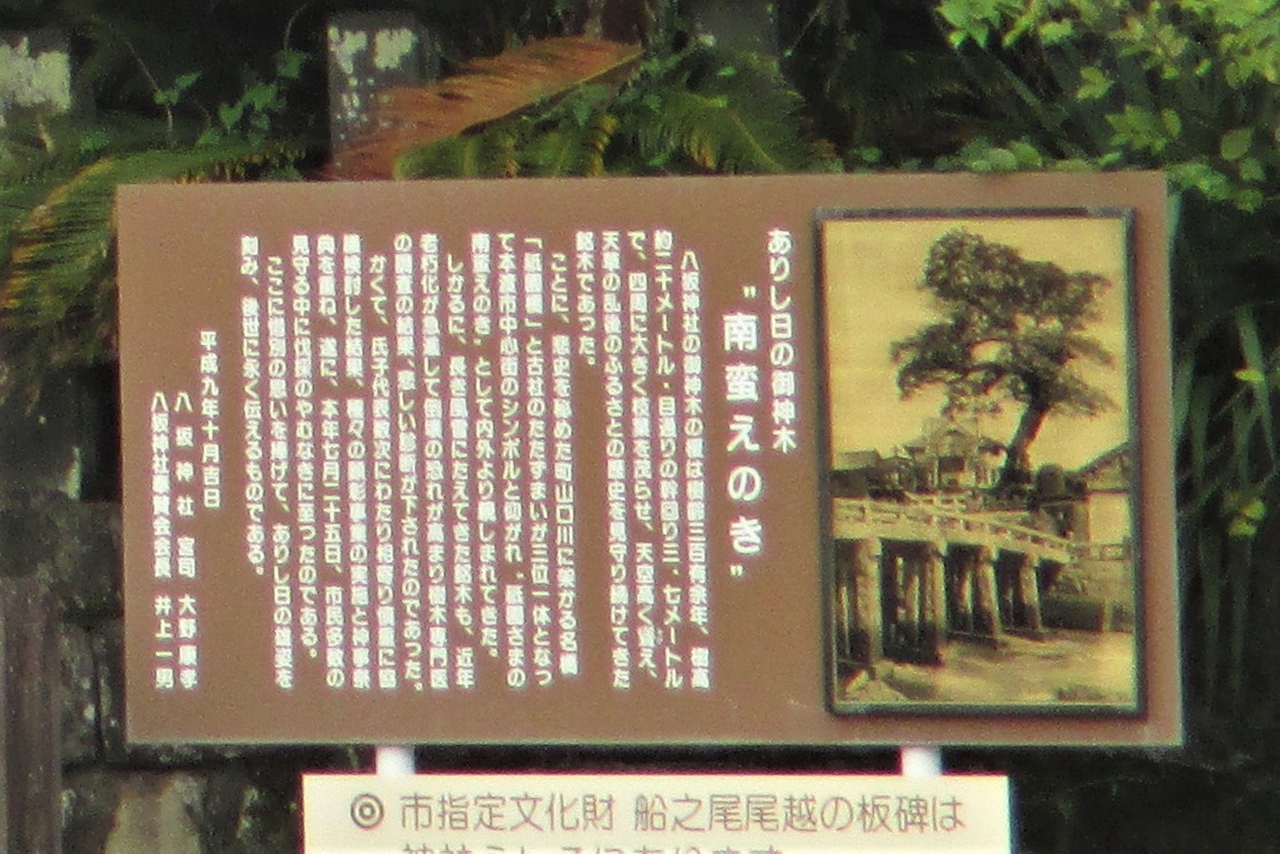 ありし日の御神木
"南蛮えのき"
八坂神社の御神木の榎は樹齢三百有余年、樹高
約二十メートル・目通りの幹回り三、七メートル
で、四周に大きく枝葉を茂らせ、天空高く聳え、
天草の乱後のふるさとの歴史を見守り続けてきた
銘木であった。
ことに、悲史を秘めた町山口川に架かる名橋
「祇園橋」と古社のたたずまいが三位一体となっ
て本渡市中心街のシンボルと仰がれ〝祇園さまの
南蛮えのき〟として内外より親しまれてきた。
しかるに、長き風雪にたえてきた銘木も、近年
老朽化が急進して倒壊の恐れが高まり樹木専門医
の調査の結果、悲しい診断が下されたのであった。
かくて、氏子代表数次にわたり相寄り慎重に協
議検討した結果、種々の顕彰事業の実施と神事祭
典を重ね、遂に、本年七月二十五日、市民多数の
見守る中に伐採のやむなきに至ったのである。
ここに惜別の思いを捧げて、ありし日の雄姿を
刻み、後世に永く伝えるものである。
平成九年十月吉日
八坂神社 宮司 大野 順孝
八坂神社奉賛会会長 井上一男
◎ 市指定文化財 船之尾尾越の板碑は